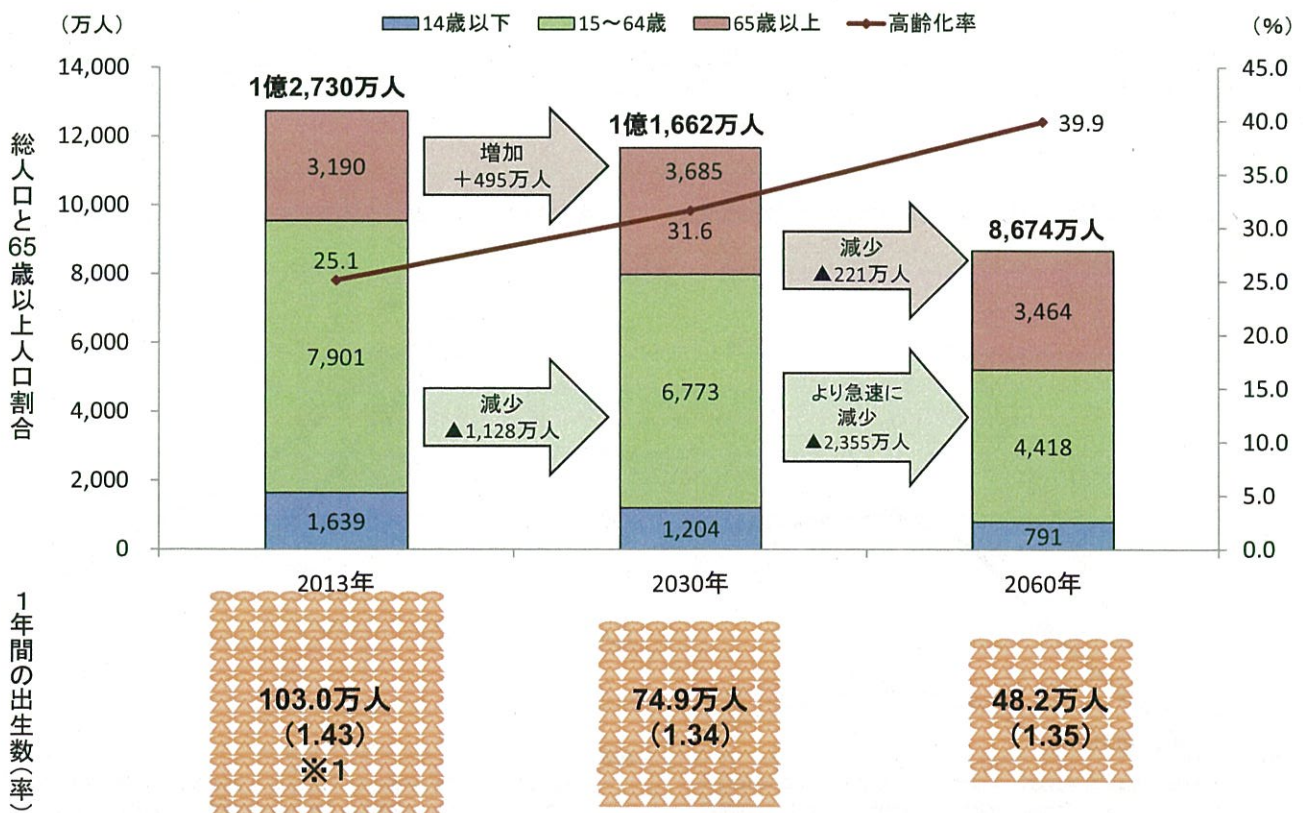 （万人）
14歳以下 15～64歳 65歳以上 高齢化率
（%）
総人口と65歳以上人口割合
14,000
12,000
10,000
8,000
6,000
4,000
2,000
0
45.0
40.0
35.0
30.0
25.0
20.0
15.0
10.0
5.0
0.0
1億2,730万人
3,190
25.1
7,901
1,639
増加
＋495万人
減少
▲1,128万人
1億1,662万人
3,685
31.6
6,773
1,204
減少
▲221万人
より急速に
減少
▲2,355万人
39.9
8,674万人
3,464
4,418
791
2013年 2030年 2060年
1年間の出生数（率）
103.0万人
（1.43）
※1
74.9万人
（1.34）
48.2万人
（1.35）